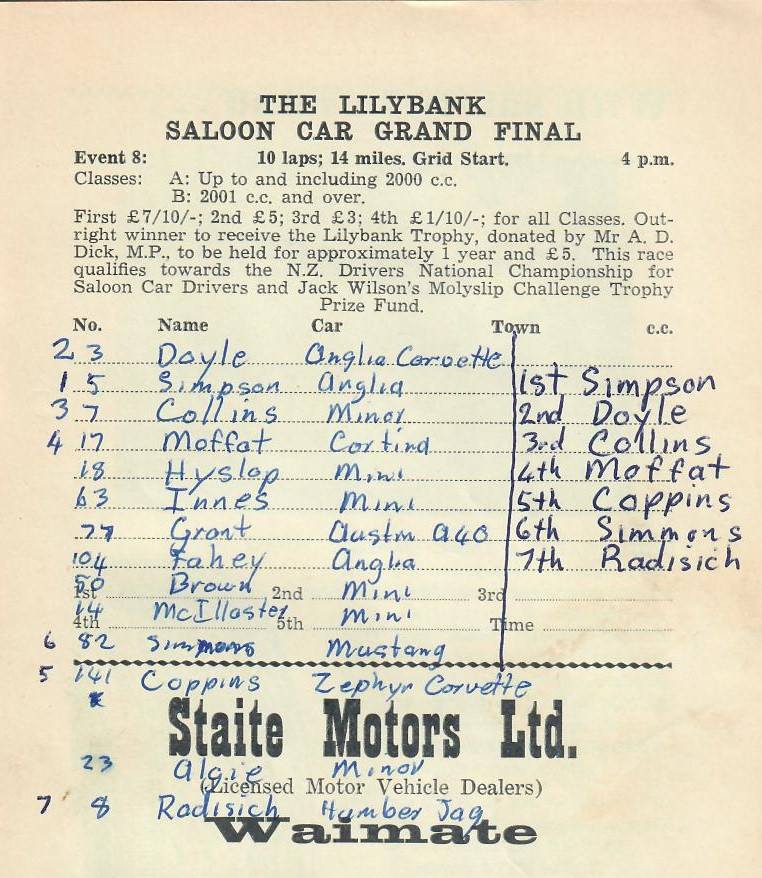 THE LILYBANK
SALOON CAR GRAND FINAL
Event 8: 10 laps; 14 miles. Grid Start. 4 p.m.
Classes: A: Up to and including 2000 c.c.
B: 2001 c.c. and over.
First £7/10/-; 2nd £5; 3rd £3; 4th £1/10/-; for all Classes. Out-
right winner to receive the Lilybank Trophy, donated by Mr A. D.
Dick, M.P., to be held for approximately 1 year and £5. This race
qualifies towards the N.Z. Drivers National Championship for
Saloon Car Drivers and Jack Wilson's Molyslip Challenge Trophy
Prize Fund.
No. Name Car Town c.c.
2 3 Doyle Anglia Corvette
1 5 Simpson Anglia 1st Simpson
3 7 Collins Minor 2nd Doyle
4 17 Moffat Cortina 3rd Collins
18 Hyslop Mini 4th Moffat
63 Innes Mini 5th Coppins
77 Grant Austin A40 6th Simmons
104 Fahey Anglia 7th Radisich
50 Brown Mini
1st 2nd 3rd
14 McIllaster Mini
4th 5th Time
6 82 Simmons Mustang
5 141 Coppins Zephyr Corvette
Staite Motors Ltd.
23 Algie Minor
(Licensed Motor Vehicle Dealers)
7 8 Radisich Humber Jag
Waimate